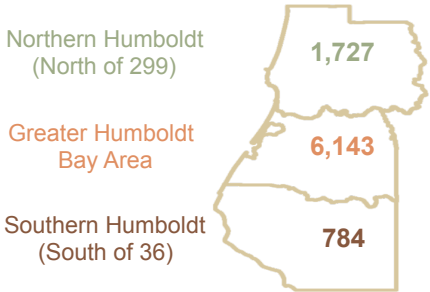 Northern Humboldt
(North of 299)
1,727
Greater Humboldt
Bay Area
6,143
Southern Humboldt
(South of 36)
784